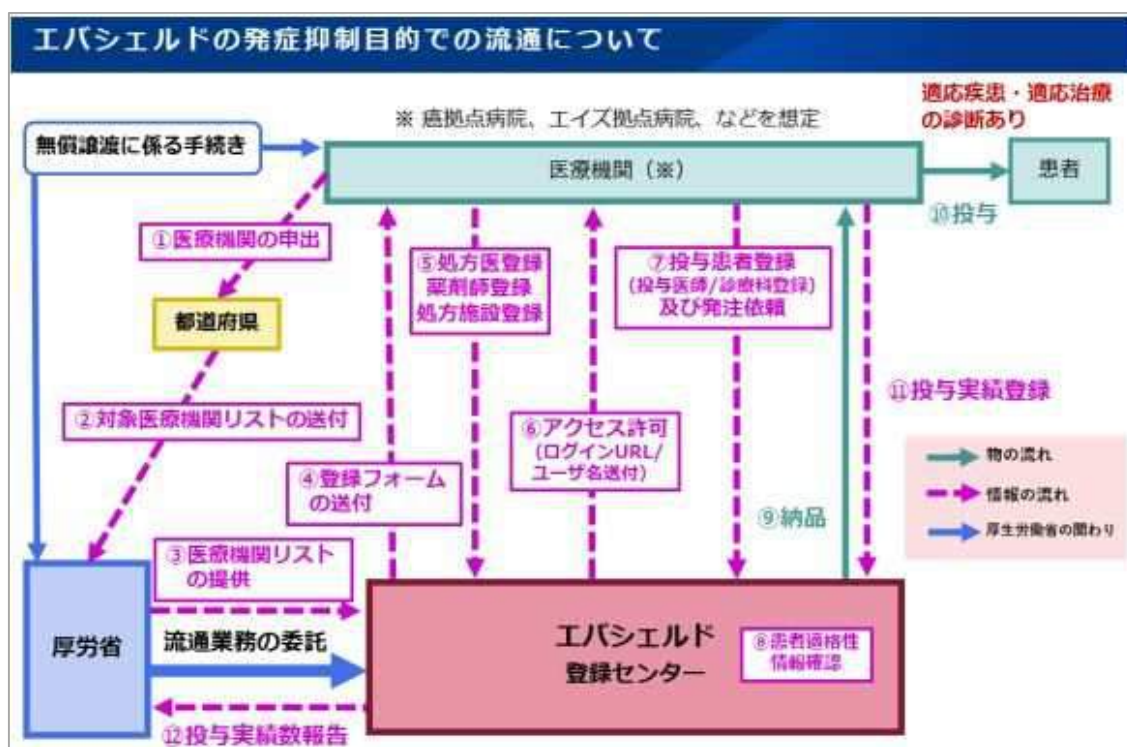 エバシェルドの発症抑制目的での流通について
適応疾患・適応治療
の診断あり
※ 癌拠点病院、エイズ拠点病院、などを想定
無償譲渡に係る手続き
医療機関（※）
患者
⑩投与
①医療機関の申出
⑤処方医登録
薬剤師登録
処方施設登録
⑦投与患者登録
(投与医師/診療科登録)
及び発注依頼
都道府県
②対象医療機関リストの送付
⑥アクセス許可
(ログインURL/
ユーザ名送付)
⑪投与実績登録
④登録フォーム
の送付
⑨納品
物の流れ
情報の流れ
厚生労働省の関わり
③医療機関リスト
の提供
厚労省
流通業務の委託
エバシェルド
登録センター
⑧患者適格性
情報確認
⑫投与実績数報告